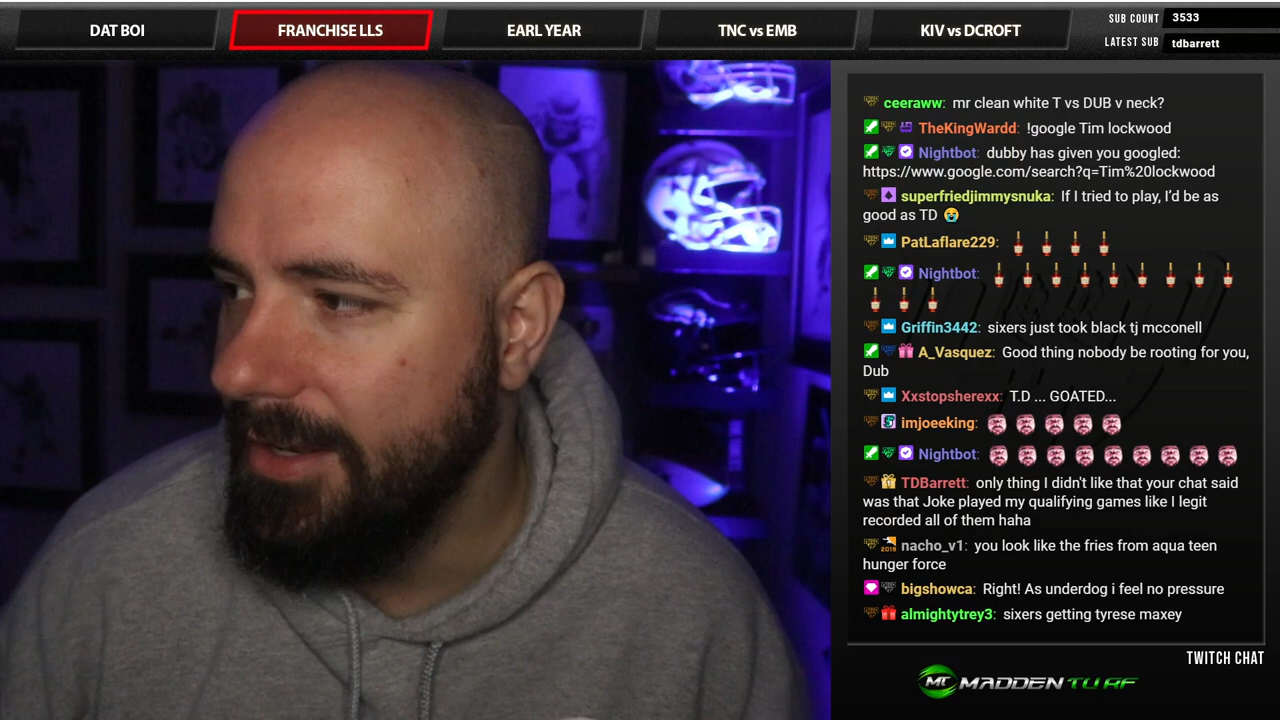 DAT BOI
FRANCHISE LLS
EARL YEAR
TNC vs EMB
KIV vs DCROFT
SUB COUNT 3533
LATEST SUB tdbarrett
ceeraww: mr clean white T vs DUB v neck?
TheKingWardd: !google Tim lockwood
Nightbot: dubby has given you googled:
https://www.google.com/search?q=Tim%20lockwood
superfriedjimmysnuka: If I tried to play, I'd be as
good as TD 😭
PatLaflare229:
Nightbot:
Griffin3442: sixers just took black tj mcconell
A_Vasquez: Good thing nobody be rooting for you,
Dub
Xxstopsherexx: T.D ... GOATED...
imjoeeking:
Nightbot:
TDBarrett: only thing I didn't like that your chat said
was that Joke played my qualifying games like I legit
recorded all of them haha
2019 nacho_v1: you look like the fries from aqua teen
hunger force
bigshowca: Right! As underdog i feel no pressure
almightytrey3: sixers getting tyrese maxey
TWITCH CHAT
MT MADDEN TURF